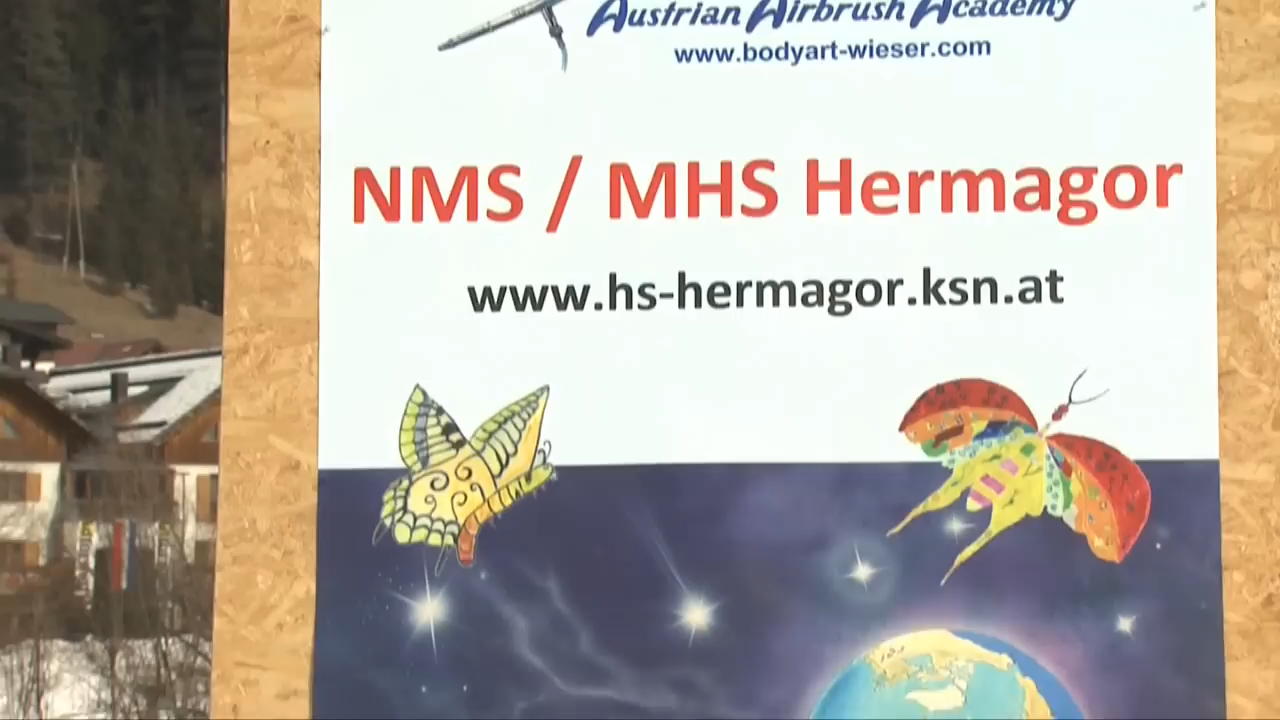 Austrian Airbrush Academy
www.bodyart-wieser.com
NMS / MHS Hermagor
www.hs-hermagor.ksn.at